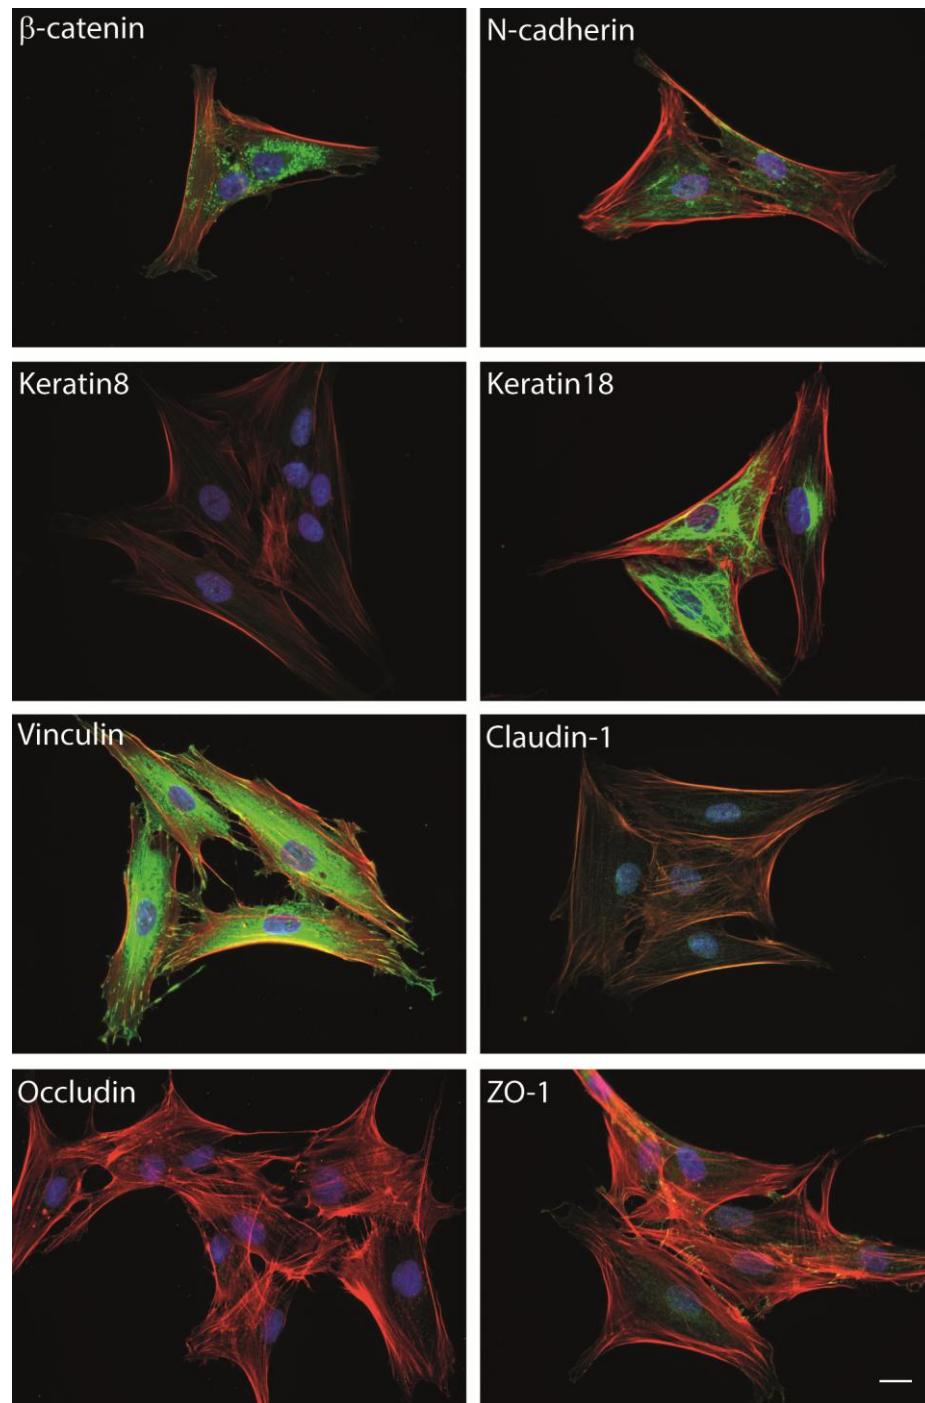 β-catenin
N-cadherin
Keratin8
Keratin18
Vinculin
Claudin-1
Occludin
ZO-1